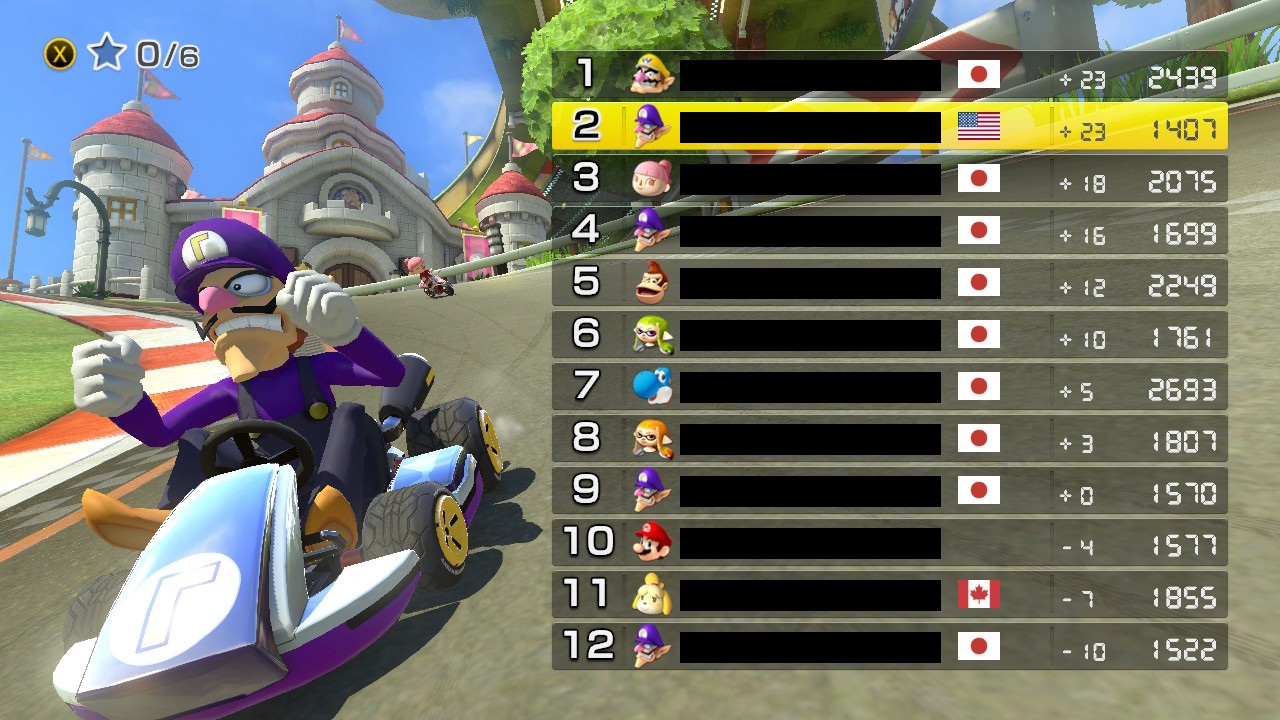 X 0/6
1 + 23 2439
2 + 23 1407
3 + 18 2075
4 + 16 1699
5 + 12 2249
6 + 10 1761
7 + 5 2693
8 + 3 1807
9 + 0 1570
10 - 4 1577
11 - 7 1855
12 - 10 1522